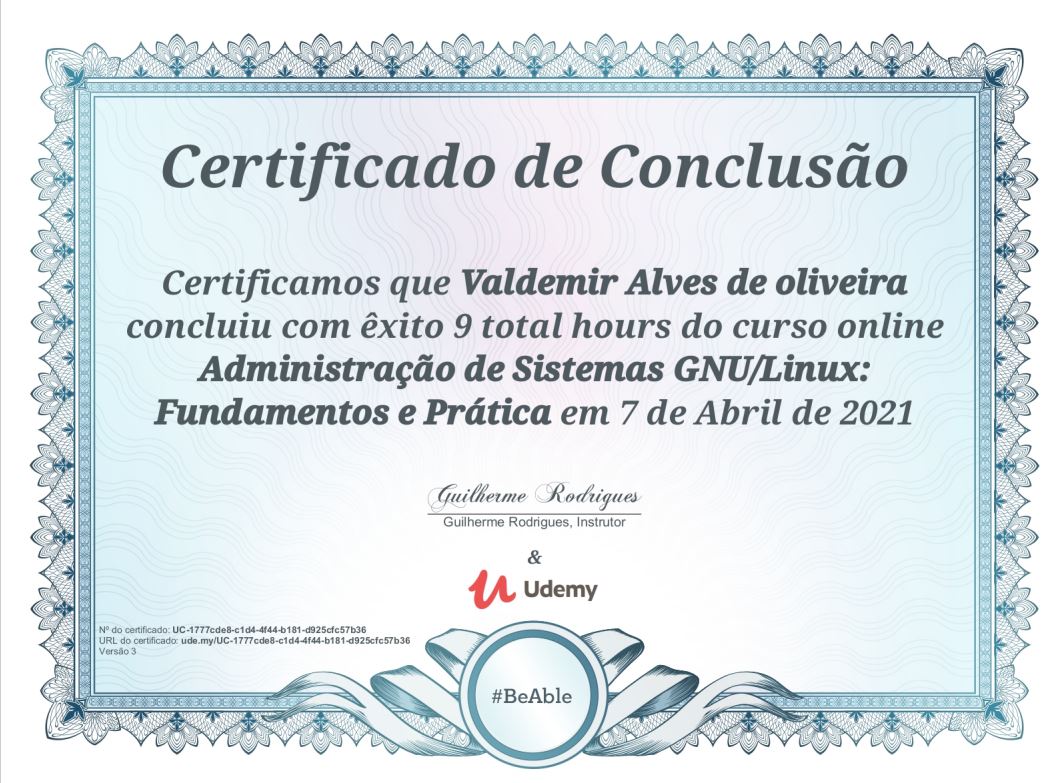 Certificado de Conclusão
Certificamos que Valdemir Alves de oliveira
concluiu com êxito 9 total hours do curso online
Administração de Sistemas GNU/Linux:
Fundamentos e Prática em 7 de Abril de 2021
Guilherme Rodrigues
Guilherme Rodrigues, Instrutor
&
Udemy
Nº do certificado: UC-1777cde8-c1d4-4f44-b181-d925cfc57b36
URL do certificado: ude.my/UC-1777cde8-c1d4-4f44-b181-d925cfc57b36
Versão 3
#BeAble